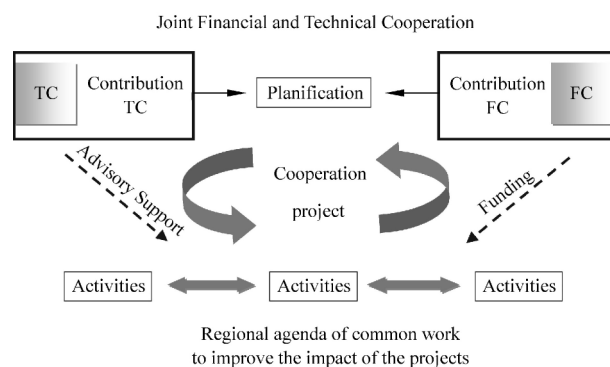 Joint Financial and Technical Cooperation
TC
Contribution
TC
Planification
Contribution
FC
FC
Advisory Support
Cooperation
project
Funding
Activities
Activities
Activities
Regional agenda of common work
to improve the impact of the projects